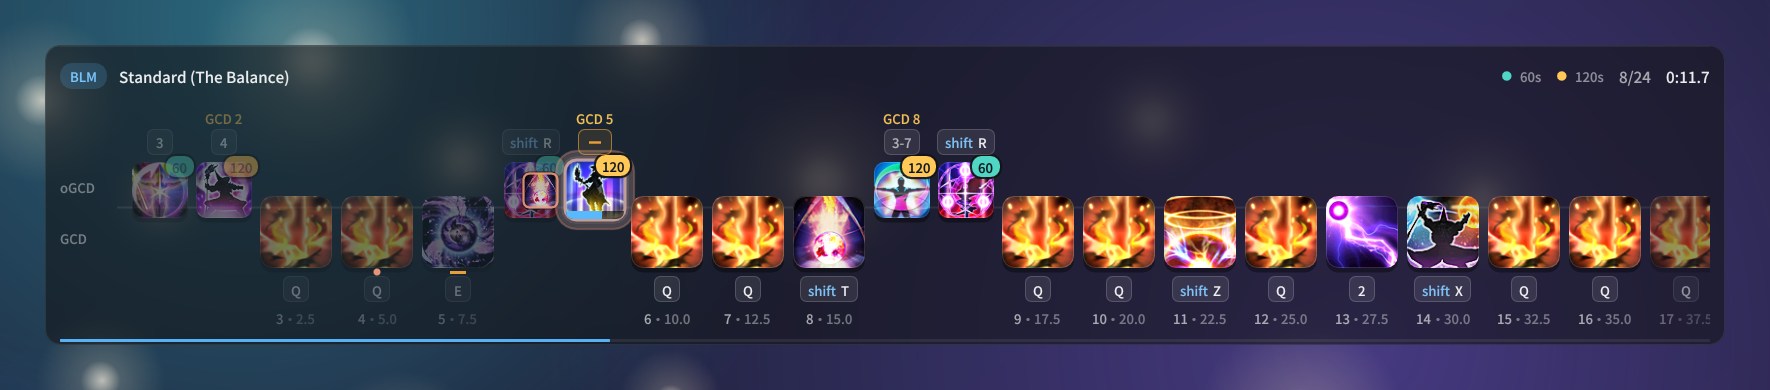 BLM Standard (The Balance) 60s 120s 8/24 0:11.7
GCD 2 GCD 5 GCD 8
3 4 shift R – 3-7 shift R
60 120 60 120 120 60
oGCD
GCD
Q Q E Q Q shift T Q Q shift Z Q 2 shift X Q Q Q
3 • 2.5 4 • 5.0 5 • 7.5 6 • 10.0 7 • 12.5 8 • 15.0 9 • 17.5 10 • 20.0 11 • 22.5 12 • 25.0 13 • 27.5 14 • 30.0 15 • 32.5 16 • 35.0 17 • 37.5